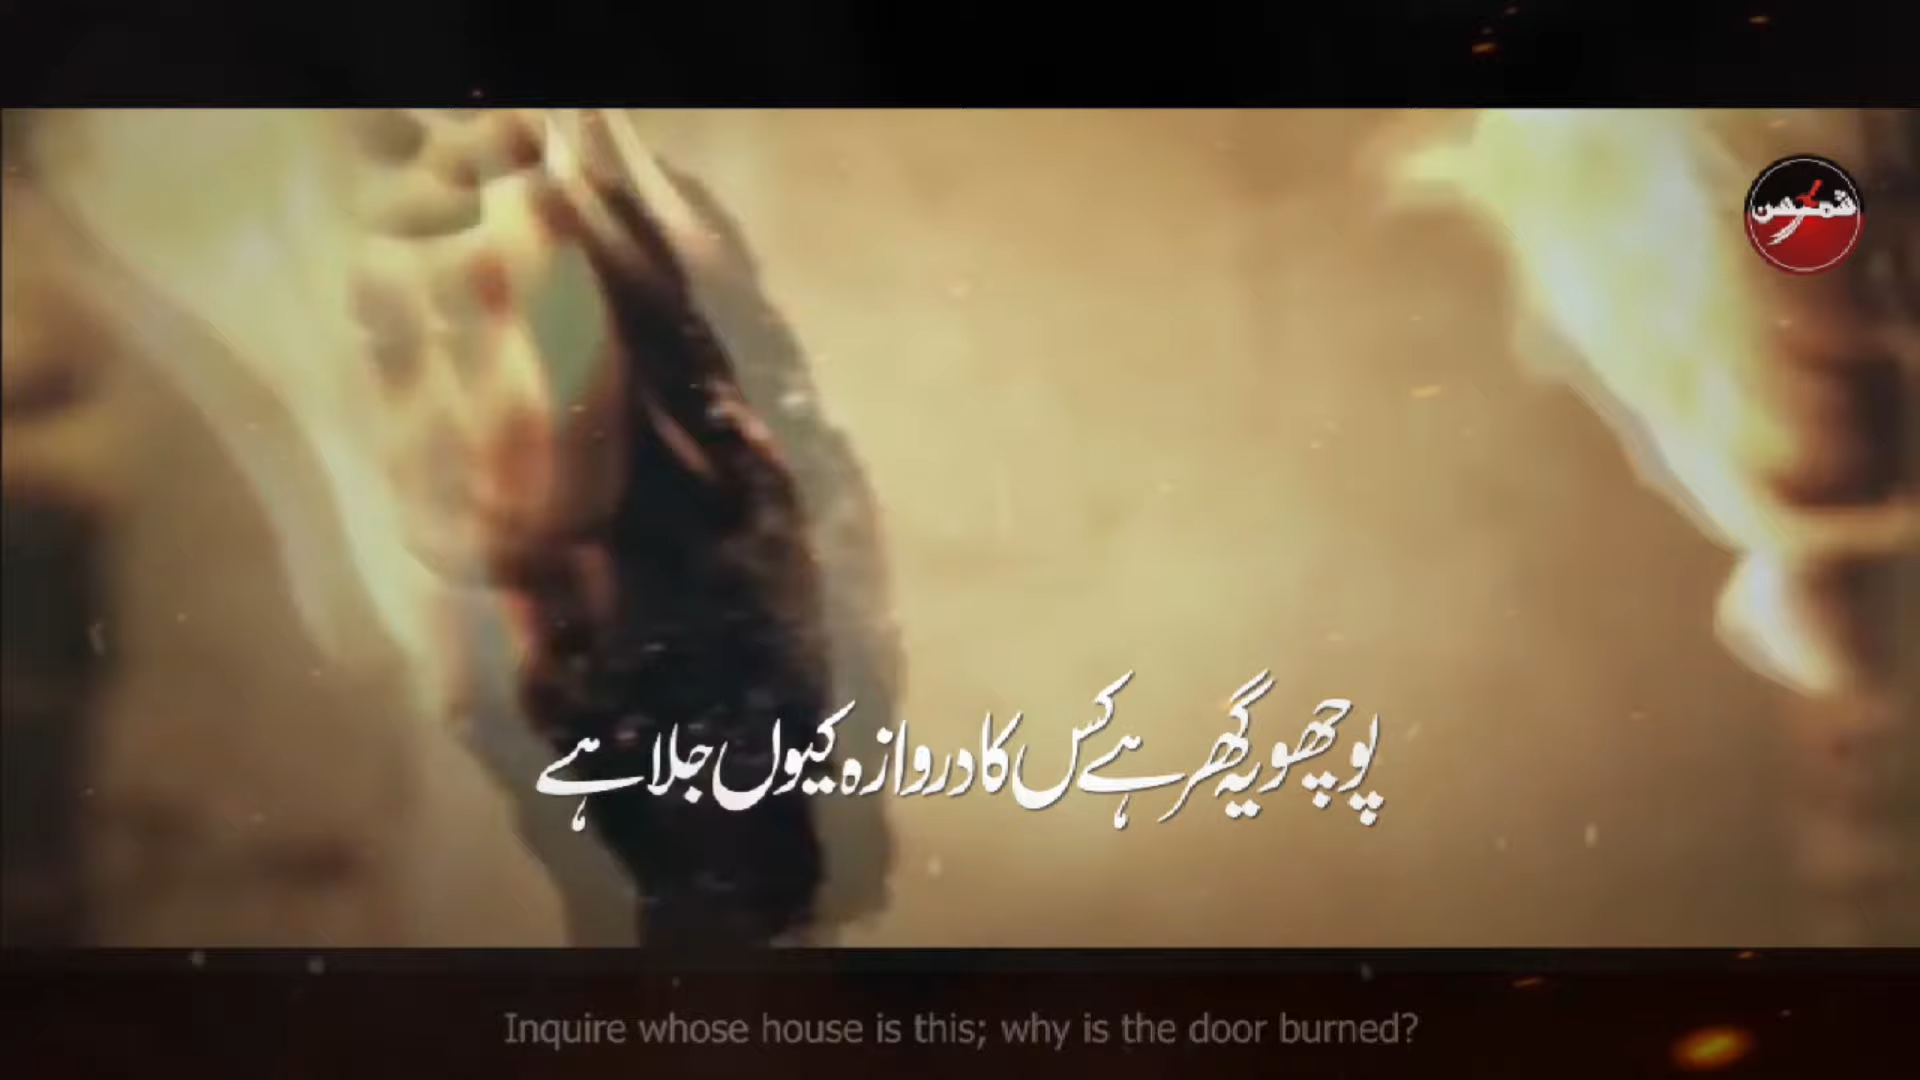 پوچھو یہ گھر ہے کس کا دروازہ کیوں جلا ہے
Inquire whose house is this; why is the door burned?